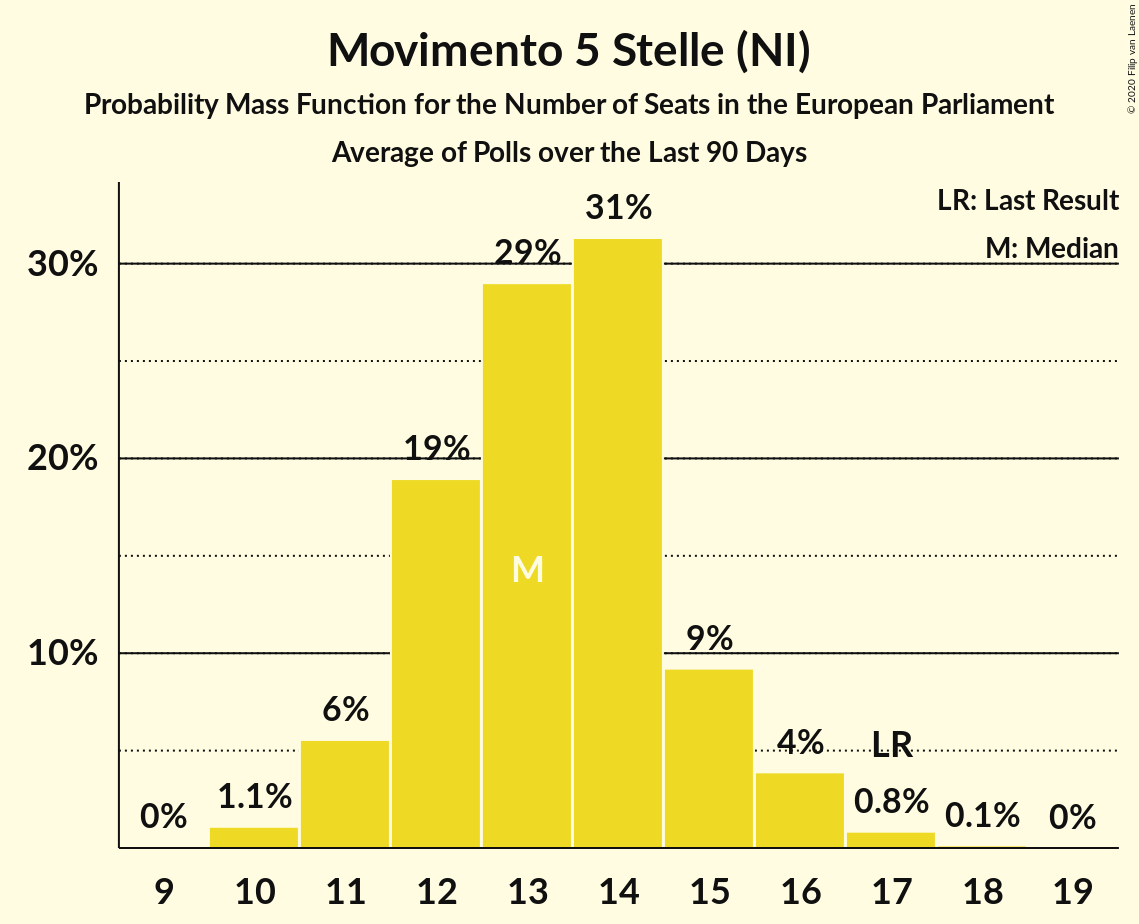 Movimento 5 Stelle (NI)
Probability Mass Function for the Number of Seats in the European Parliament
Average of Polls over the Last 90 Days
© 2020 Filip van Laenen
LR: Last Result
M: Median
30%
20%
10%
0%
1.1%
6%
19%
29%
31%
9%
4%
0.8%
0.1%
0%
M
LR
9 10 11 12 13 14 15 16 17 18 19